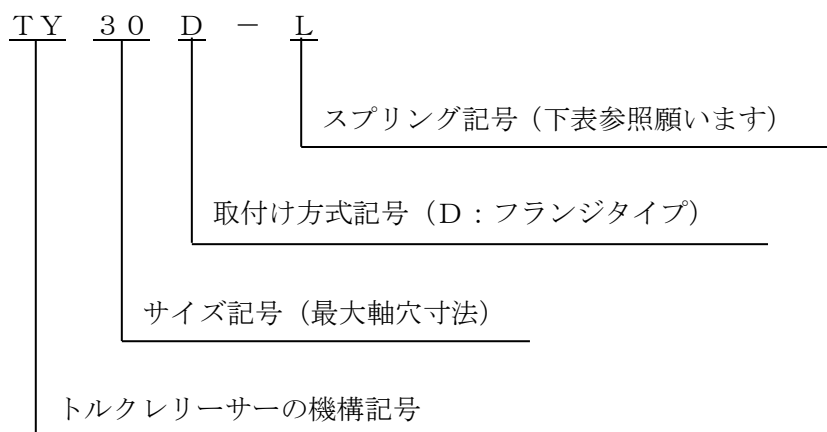 ＴＹ ３０ Ｄ － Ｌ
スプリング記号（下表参照願います）
取付け方式記号（Ｄ：フランジタイプ）
サイズ記号（最大軸穴寸法）
トルクレリーサーの機構記号